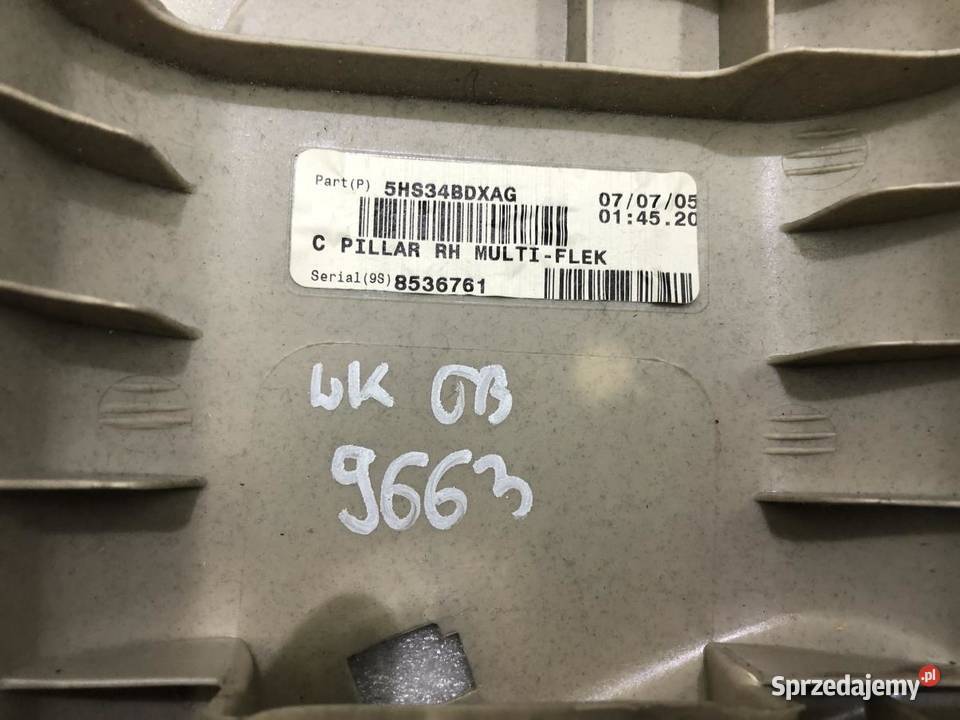 Part(P) 5HS34BDXAG
07/07/05
01:45.20
C PILLAR RH MULTI-FLEK
Serial(9S) 8536761
WK OB
9663
Sprzedajemy.pl